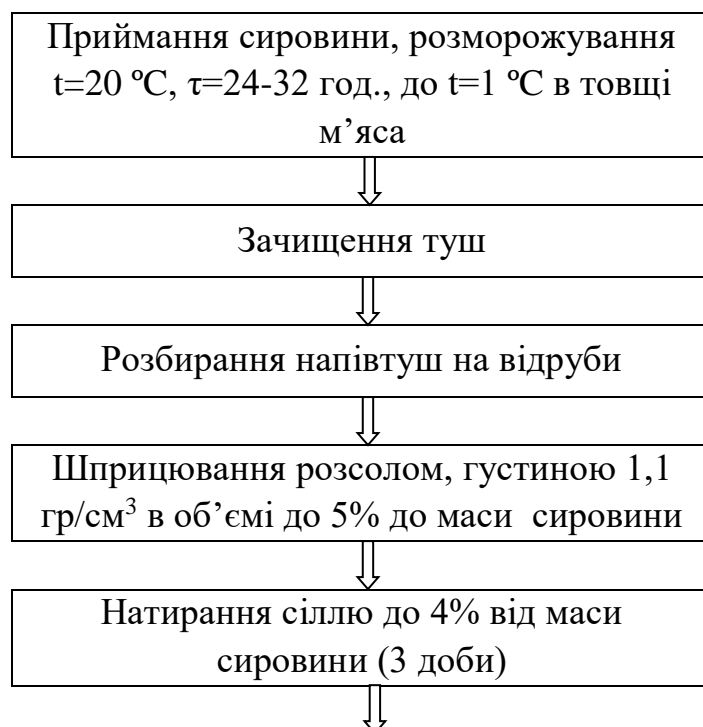 Приймання сировини, розморожування
t=20 ºС, τ=24-32 год., до t=1 ºС в товщі
м’яса
Зачищення туш
Розбирання напівтуш на відруби
Шприцювання розсолом, густиною 1,1
гр/см³ в об’ємі до 5% до маси сировини
Натирання сіллю до 4% від маси
сировини (3 доби)